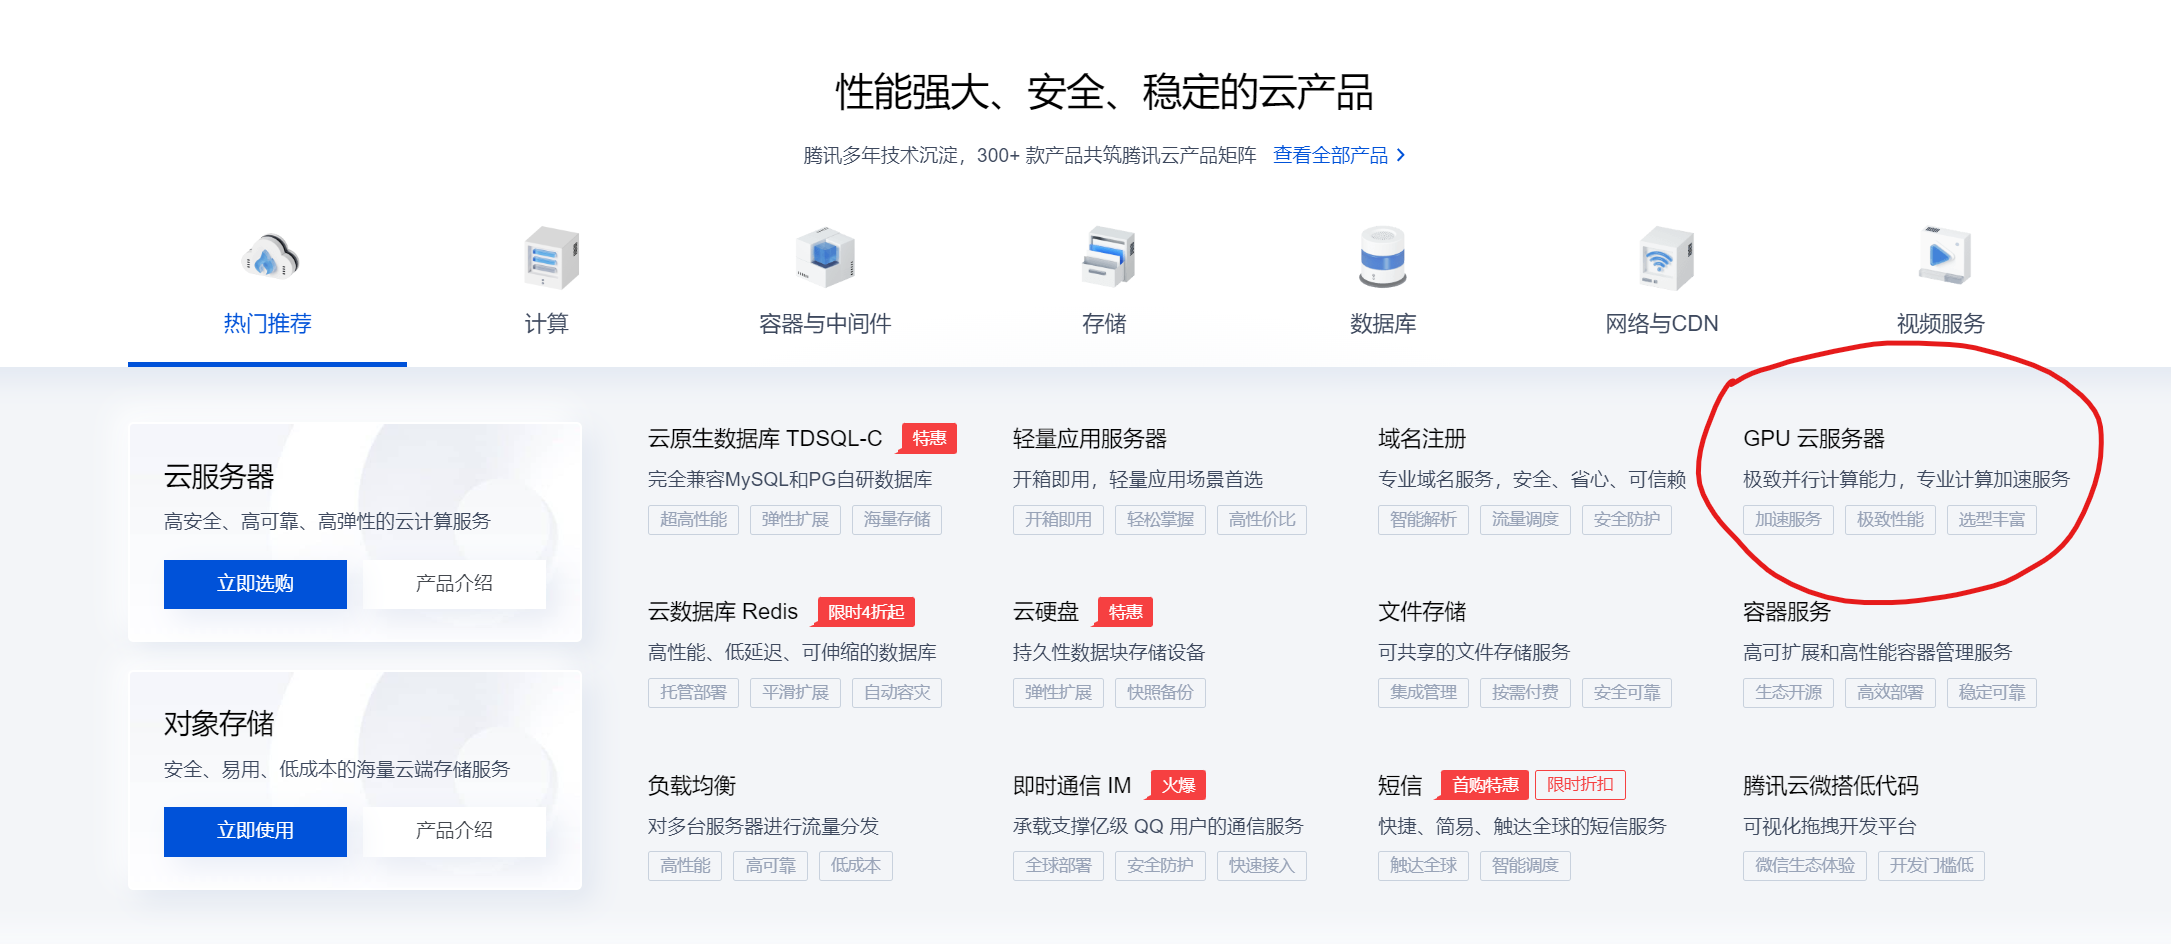 性能强大、安全、稳定的云产品
腾讯多年技术沉淀，300+ 款产品共筑腾讯云产品矩阵 查看全部产品
热门推荐
计算
容器与中间件
存储
数据库
网络与CDN
视频服务
云服务器
高安全、高可靠、高弹性的云计算服务
立即选购 产品介绍
对象存储
安全、易用、低成本的海量云端存储服务
立即使用 产品介绍
云原生数据库 TDSQL-C 特惠
完全兼容MySQL和PG自研数据库
超高性能 弹性扩展 海量存储
轻量应用服务器
开箱即用，轻量应用场景首选
开箱即用 轻松掌握 高性价比
域名注册
专业域名服务，安全、省心、可信赖
智能解析 流量调度 安全防护
GPU 云服务器
极致并行计算能力，专业计算加速服务
加速服务 极致性能 选型丰富
云数据库 Redis 限时4折起
高性能、低延迟、可伸缩的数据库
托管部署 平滑扩展 自动容灾
云硬盘 特惠
持久性数据块存储设备
弹性扩展 快照备份
文件存储
可共享的文件存储服务
集成管理 按需付费 安全可靠
容器服务
高可扩展和高性能容器管理服务
生态开源 高效部署 稳定可靠
负载均衡
对多台服务器进行流量分发
高性能 高可靠 低成本
即时通信 IM 火爆
承载支撑亿级 QQ 用户的通信服务
全球部署 安全防护 快速接入
短信 首购特惠 限时折扣
快捷、简易、触达全球的短信服务
触达全球 智能调度
腾讯云微搭低代码
可视化拖拽开发平台
微信生态体验 开发门槛低